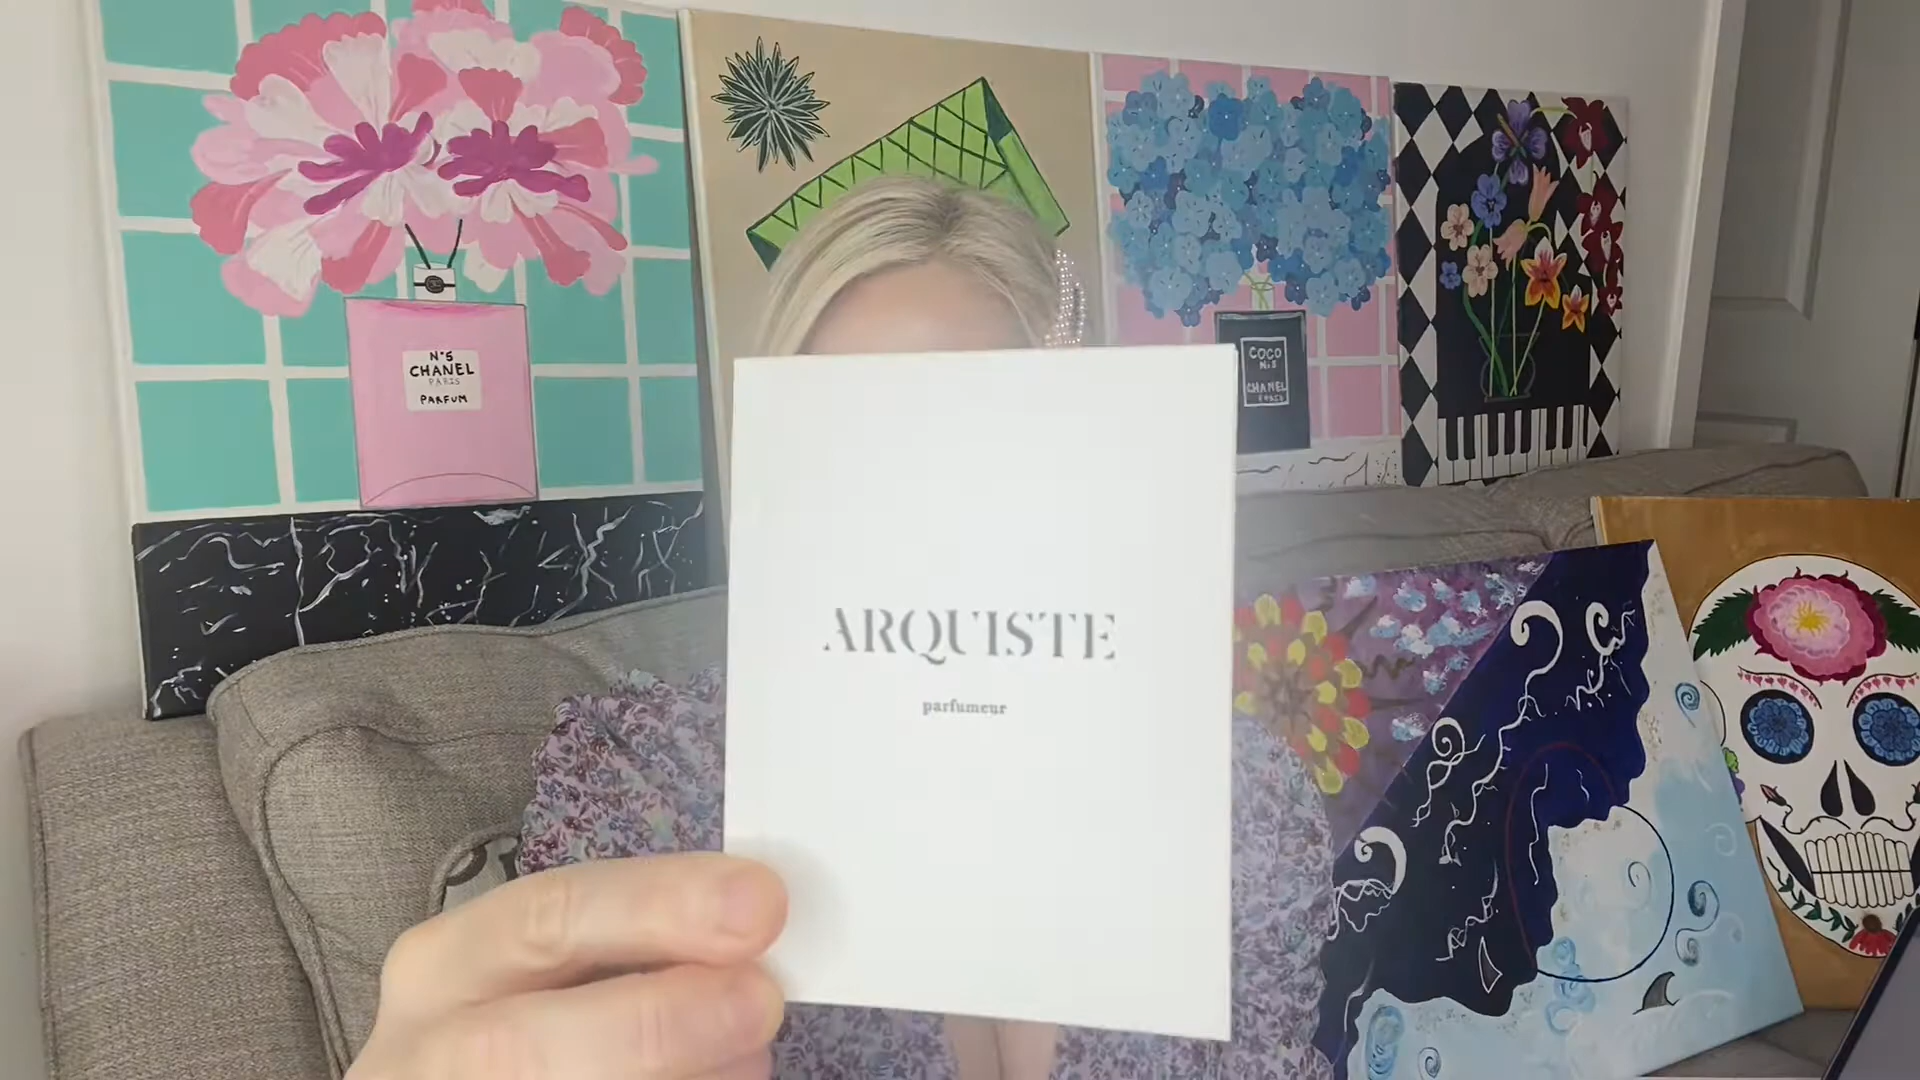 N°5
CHANEL
PARIS
PARFUM
COCO
N:5
CHANEL
PARIS
ARQUISTE
parfumeur